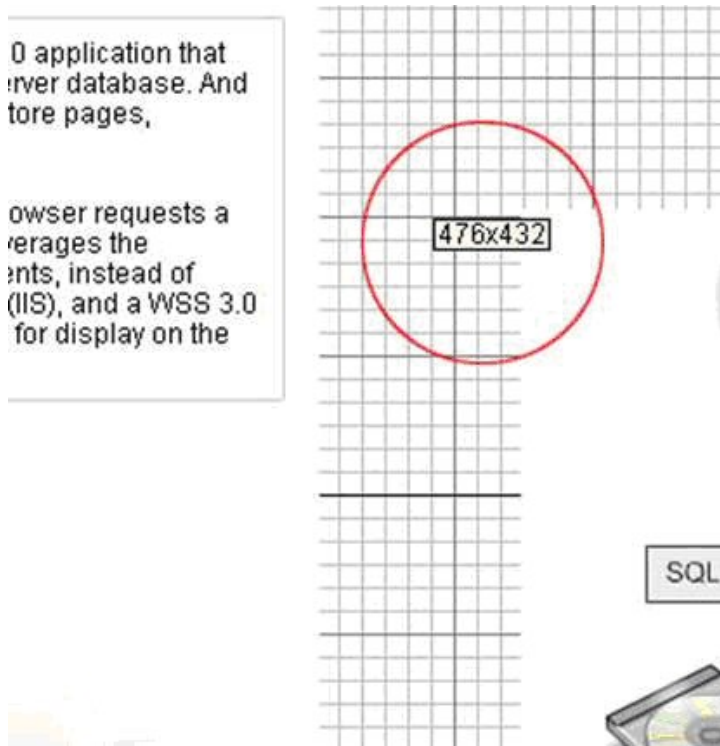 0 application that
rver database. And
tore pages,
owser requests a
verages the
ents, instead of
(IIS), and a WSS 3.0
for display on the
476x432
SQL